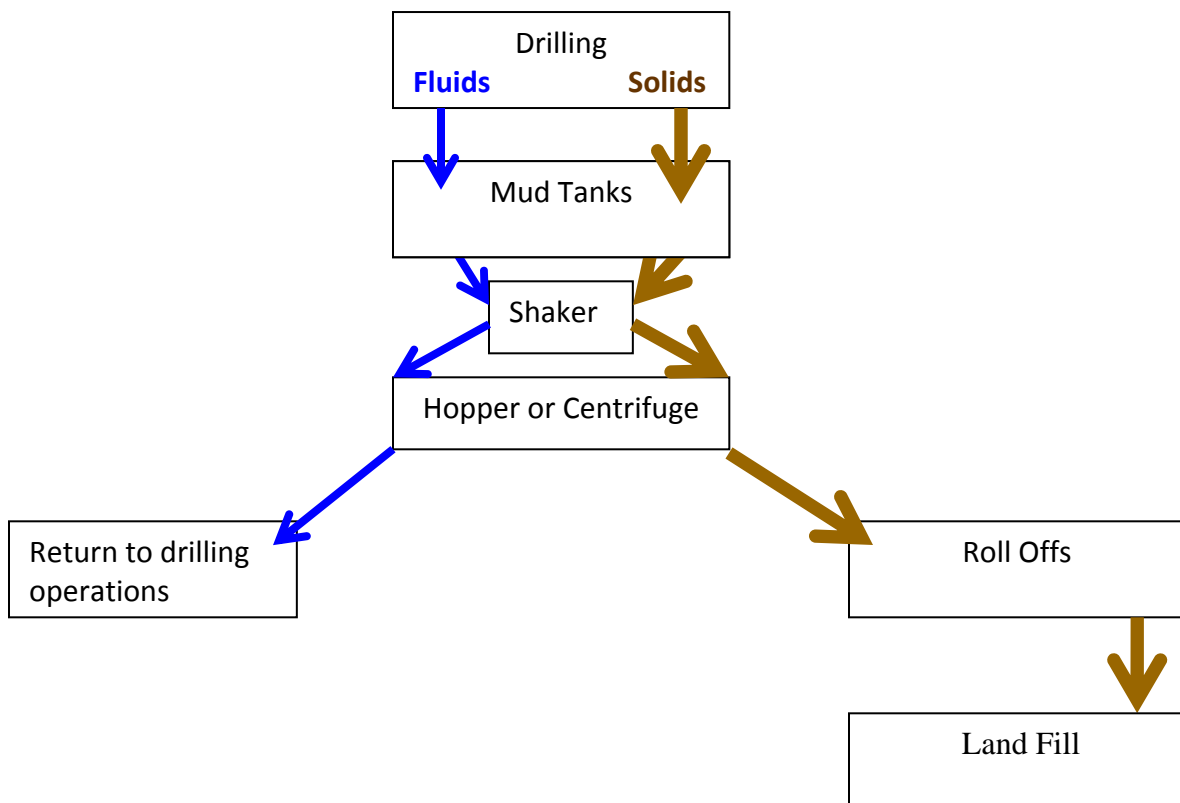 Drilling
Fluids Solids
Mud Tanks
Shaker
Hopper or Centrifuge
Return to drilling
operations
Roll Offs
Land Fill